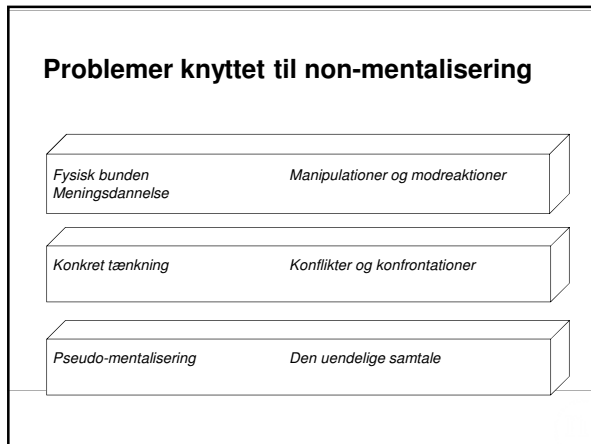 Problemer knyttet til non-mentalisering
Fysisk bunden Manipulationer og modreaktioner
Meningsdannelse
Konkret tænkning Konflikter og konfrontationer
Pseudo-mentalisering Den uendelige samtale